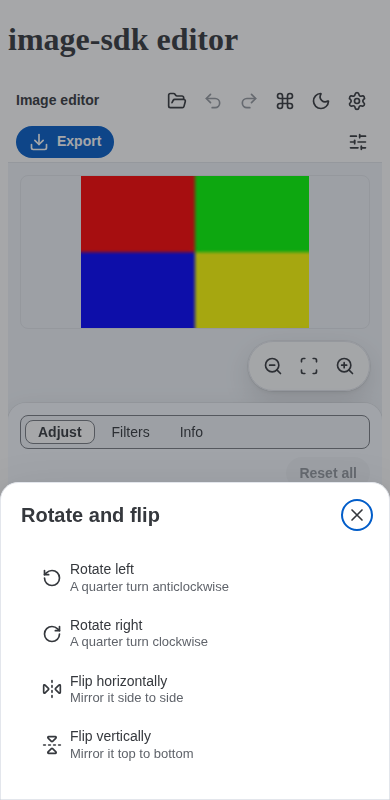 image-sdk editor
Image editor
Export
Adjust Filters Info
Reset all
Rotate and flip
Rotate left
A quarter turn anticlockwise
Rotate right
A quarter turn clockwise
Flip horizontally
Mirror it side to side
Flip vertically
Mirror it top to bottom